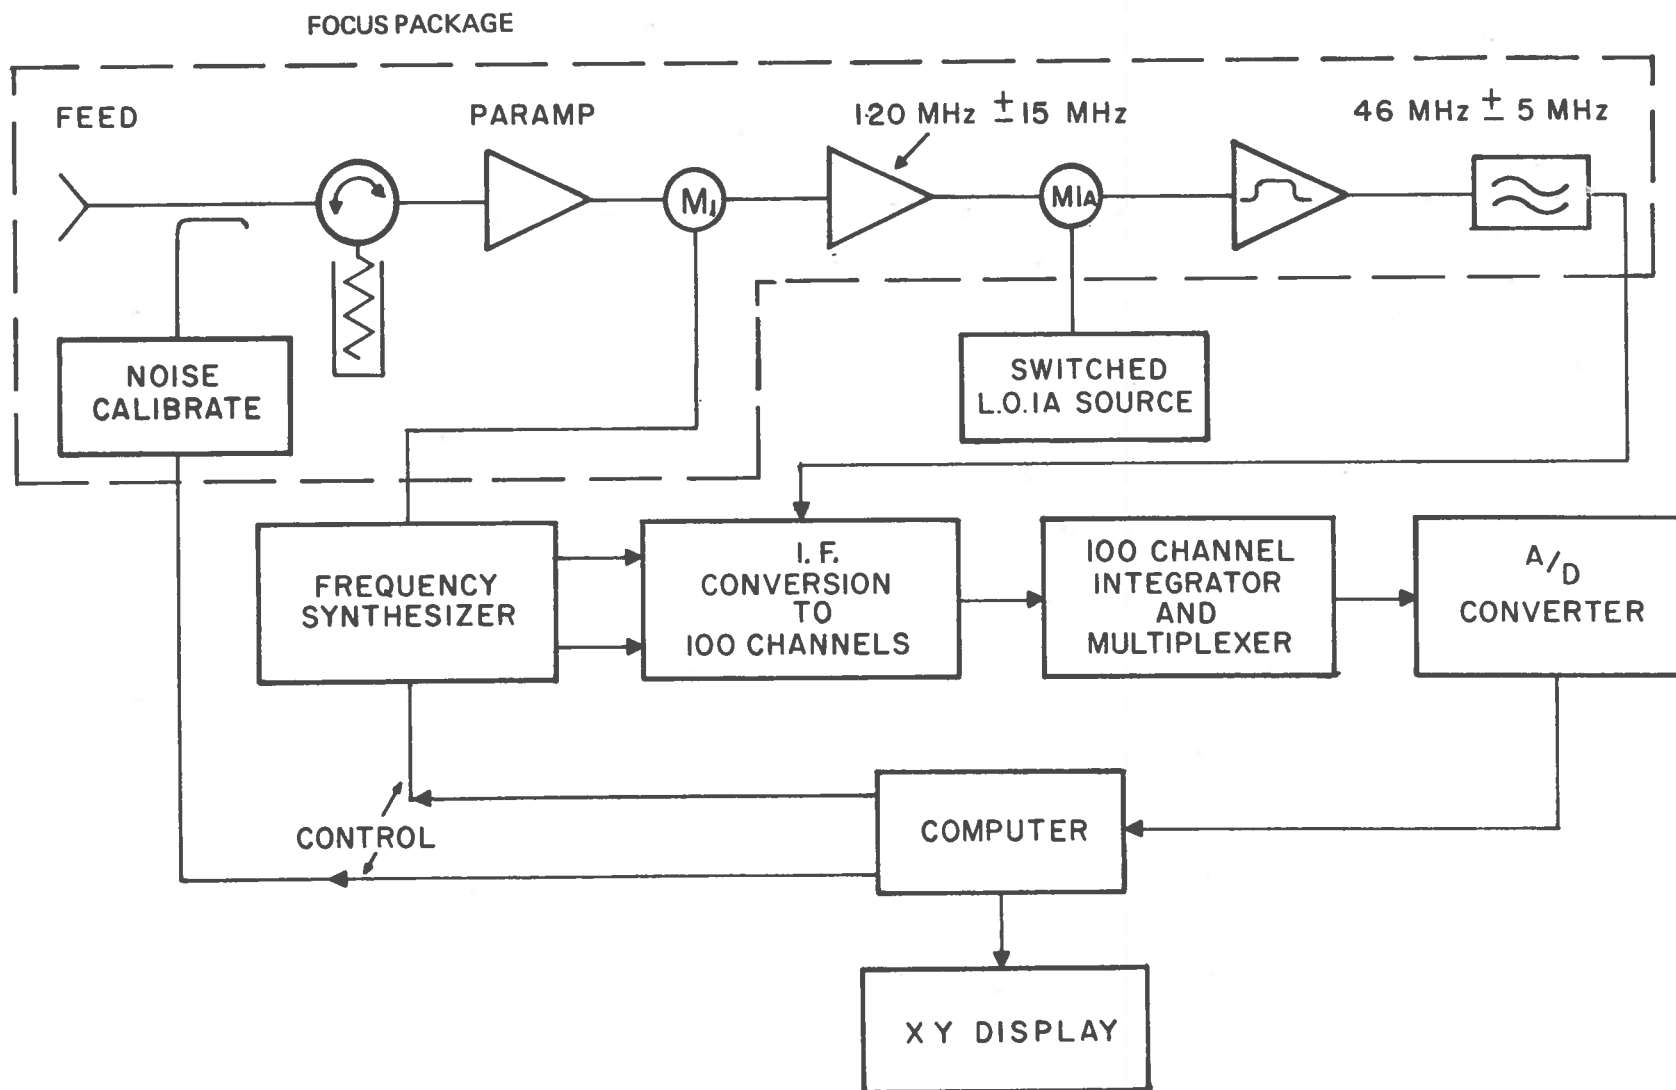 FOCUS PACKAGE
FEED
PARAMP
120 MHz ± 15 MHz
46 MHz ± 5 MHz
M1
M1A
NOISE
CALIBRATE
SWITCHED
L.O.1A SOURCE
FREQUENCY
SYNTHESIZER
I. F.
CONVERSION
TO
100 CHANNELS
100 CHANNEL
INTEGRATOR
AND
MULTIPLEXER
A/D
CONVERTER
CONTROL
COMPUTER
X Y DISPLAY